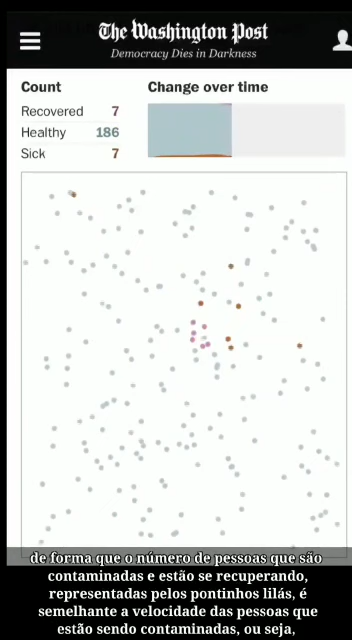 The Washington Post
Democracy Dies in Darkness
Count
Change over time
Recovered 7
Healthy 186
Sick 7
de forma que o número de pessoas que são
contaminadas e estão se recuperando,
representadas pelos pontinhos lilás, é
semelhante a velocidade das pessoas que
estão sendo contaminadas, ou seja,